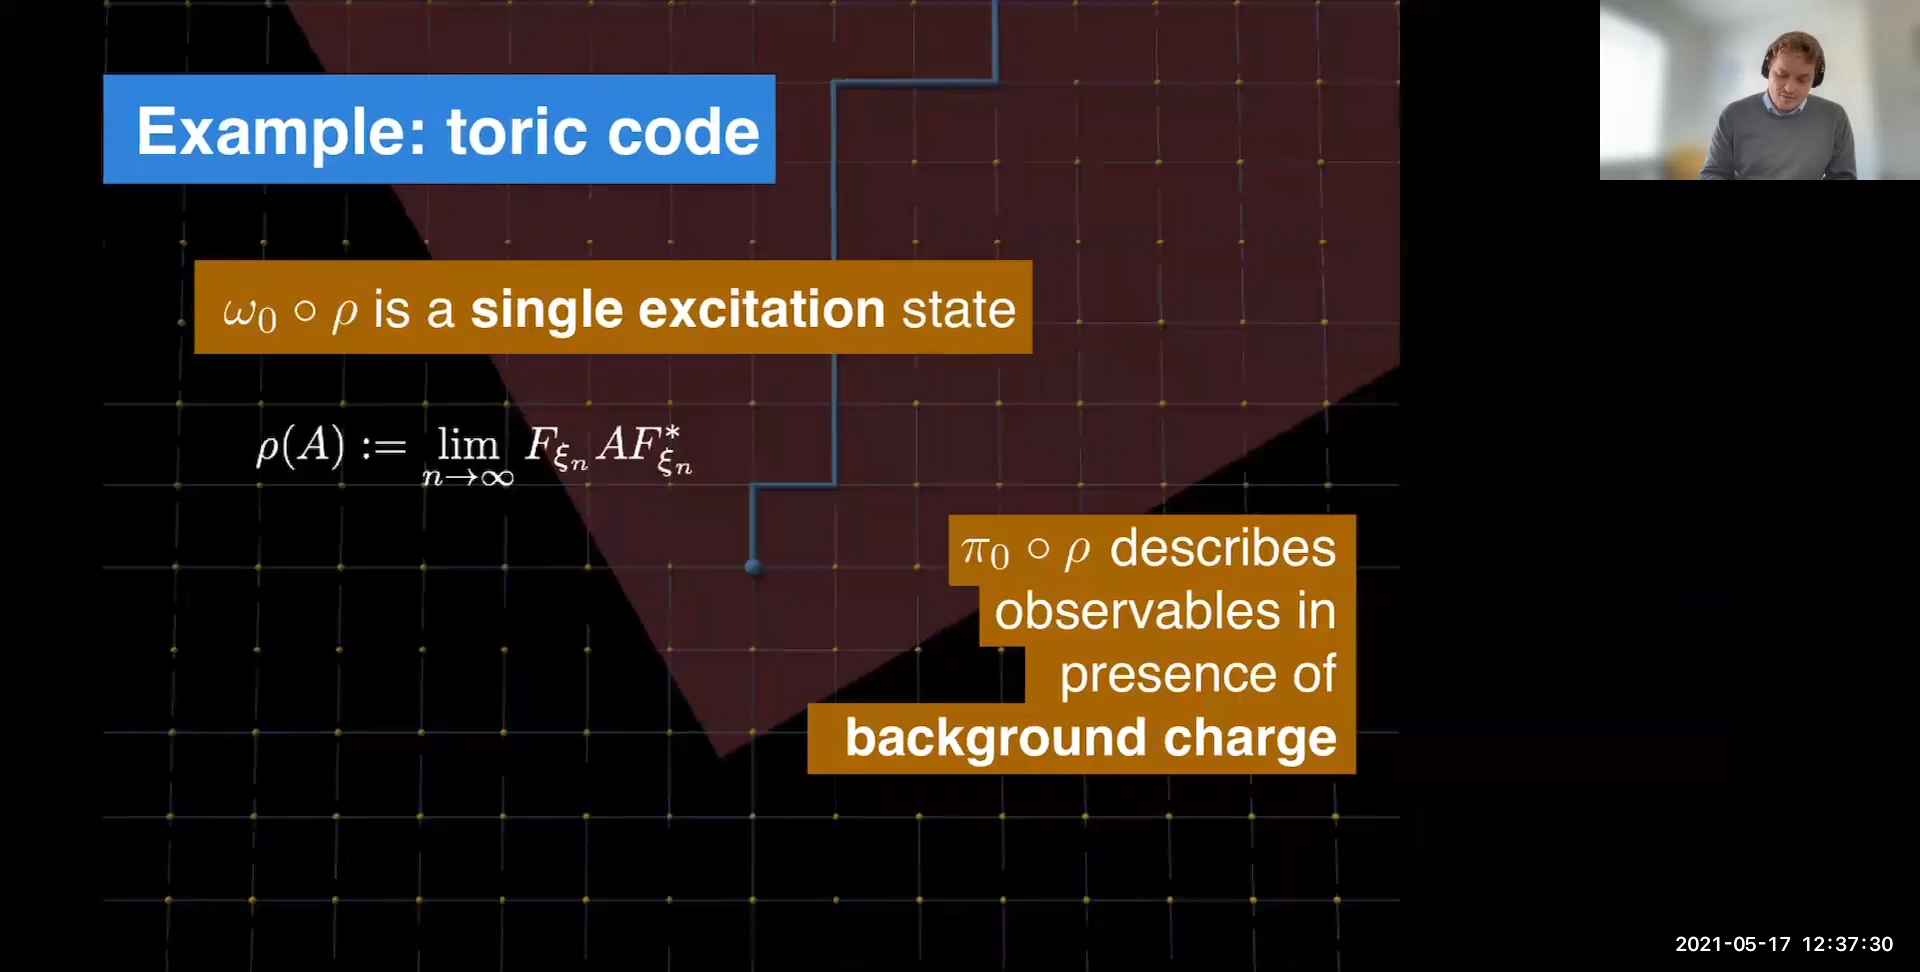 Example: toric code
ω₀ ∘ ρ is a single excitation state
ρ(A) := lim_{n→∞} F_{ξ_n} A F*_{ξ_n}
π₀ ∘ ρ describes
observables in
presence of
background charge
2021-05-17 12:37:30